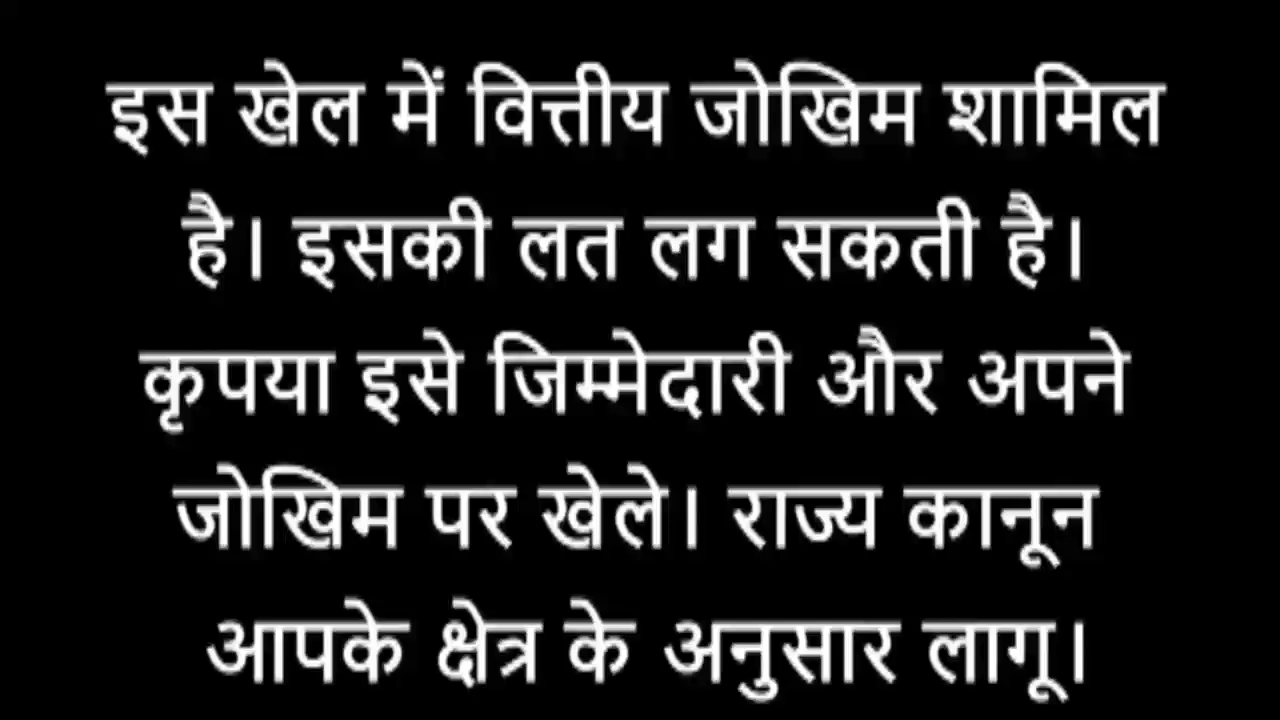 इस खेल में वित्तीय जोखिम शामिल
है। इसकी लत लग सकती है।
कृपया इसे जिम्मेदारी और अपने
जोखिम पर खेले। राज्य कानून
आपके क्षेत्र के अनुसार लागू।